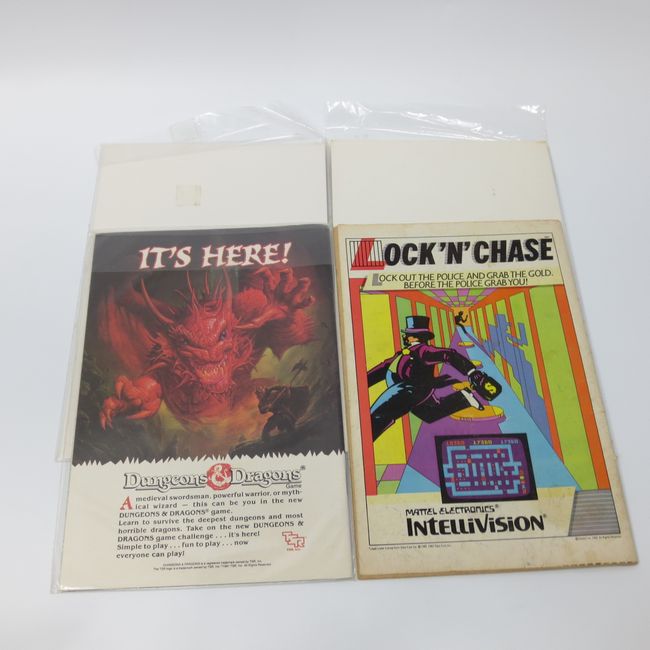 IT'S HERE!
Dungeons & Dragons®
Game
A medieval swordsman, powerful warrior, or myth-
ical wizard — this can be you in the new
DUNGEONS & DRAGONS® game.
Learn to survive the deepest dungeons and most
horrible dragons. Take on the new DUNGEONS &
DRAGONS game challenge . . . It's here!
Simple to play . . . fun to play . . . now
everyone can play!
TSR
LOCK 'N' CHASE
LOCK OUT THE POLICE AND GRAB THE GOLD.
BEFORE THE POLICE GRAB YOU!
$
MATTEL ELECTRONICS®
INTELLIVISION®